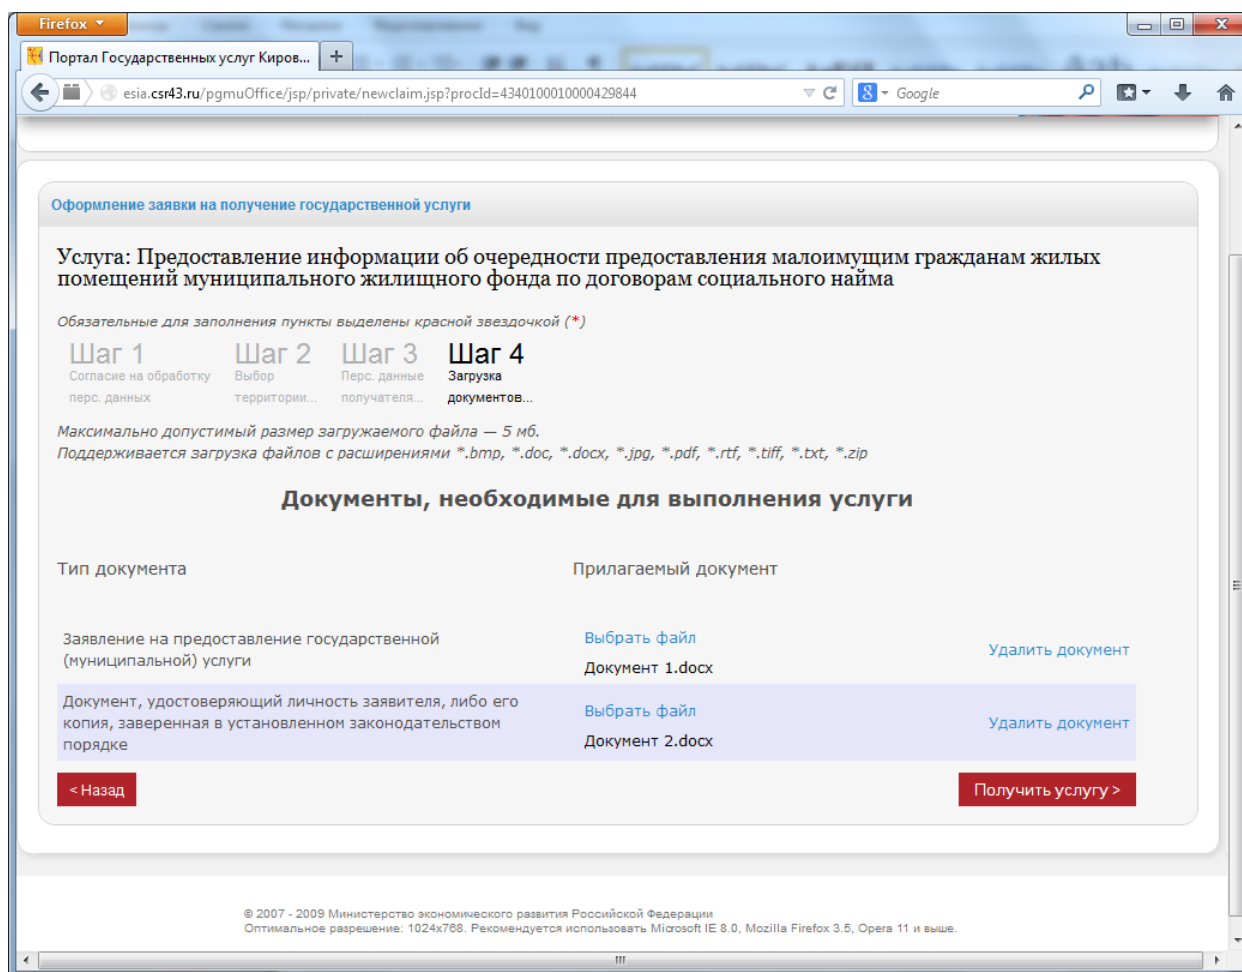 Firefox
Портал Государственных услуг Киров...
esia.csr43.ru/pgmuOffice/jsp/private/newclaim.jsp?procId=4340100010000429844
Google
Оформление заявки на получение государственной услуги
Услуга: Предоставление информации об очередности предоставления малоимущим гражданам жилых
помещений муниципального жилищного фонда по договорам социального найма
Обязательные для заполнения пункты выделены красной звездочкой (*)
Шаг 1 Шаг 2 Шаг 3 Шаг 4
Согласие на обработку Выбор Перс. данные Загрузка
перс. данных территории... получателя... документов...
Максимально допустимый размер загружаемого файла — 5 мб.
Поддерживается загрузка файлов с расширениями *.bmp, *.doc, *.docx, *.jpg, *.pdf, *.rtf, *.tiff, *.txt, *.zip
Документы, необходимые для выполнения услуги
Тип документа Прилагаемый документ
Заявление на предоставление государственной
(муниципальной) услуги
Выбрать файл
Документ 1.docx
Удалить документ
Документ, удостоверяющий личность заявителя, либо его
копия, заверенная в установленном законодательством
порядке
Выбрать файл
Документ 2.docx
Удалить документ
< Назад
Получить услугу >
© 2007 - 2009 Министерство экономического развития Российской Федерации
Оптимальное разрешение: 1024x768. Рекомендуется использовать Microsoft IE 8.0, Mozilla Firefox 3.5, Opera 11 и выше.